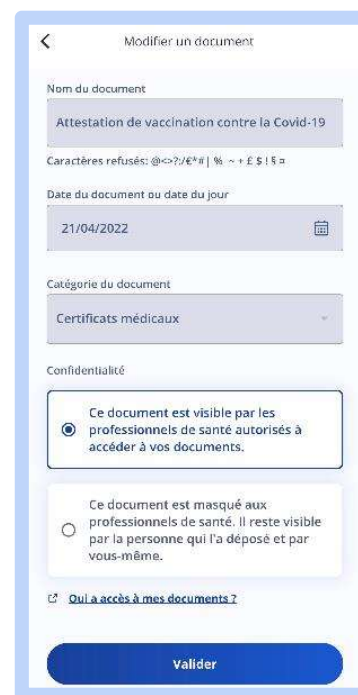 Modifier un document
Nom du document
Attestation de vaccination contre la Covid-19
Caractères refusés: @<>?:/€*#| % ~ + £ $ ! § ¤
Date du document ou date du jour
21/04/2022
Catégorie du document
Certificats médicaux
Confidentialité
Ce document est visible par les
professionnels de santé autorisés à
accéder à vos documents.
Ce document est masqué aux
professionnels de santé. Il reste visible
par la personne qui l'a déposé et par
vous-même.
Qui a accès à mes documents ?
Valider